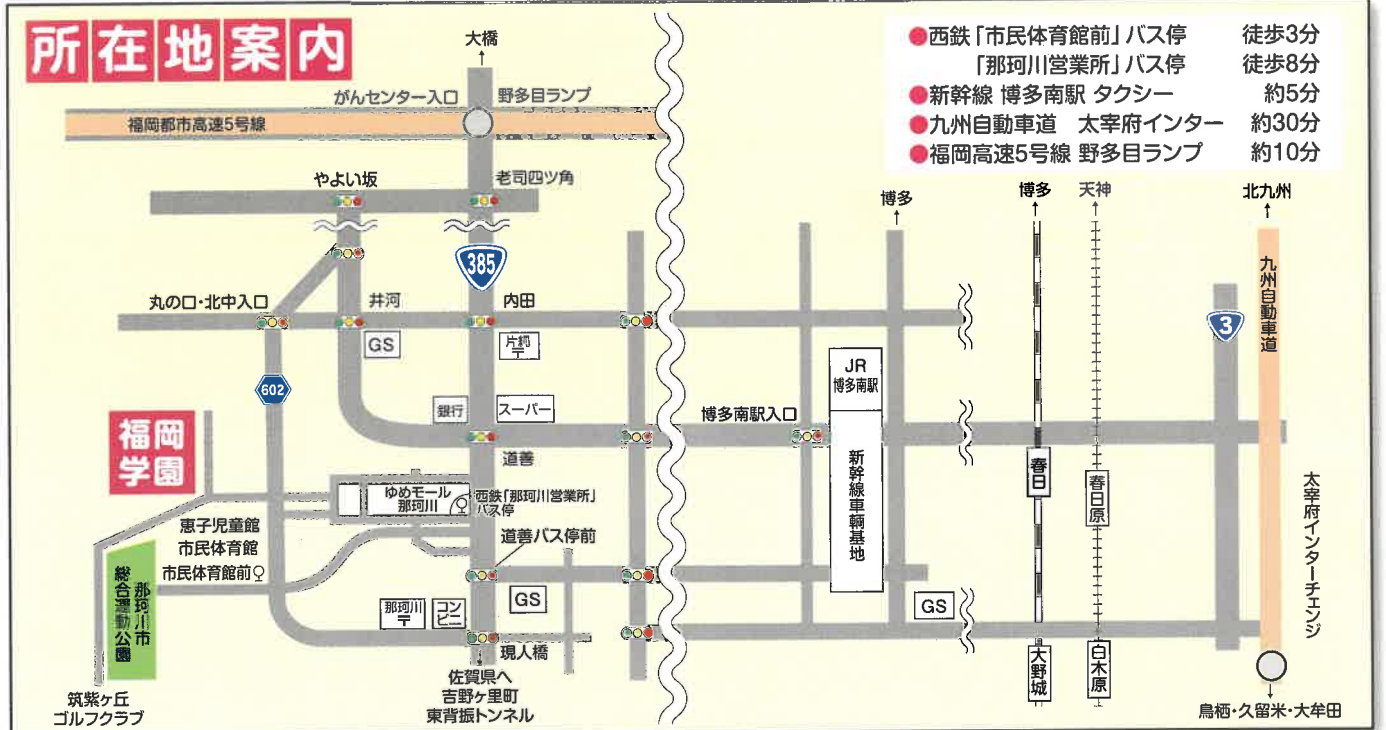 所在地案内
●西鉄「市民体育館前」バス停 徒歩3分
「那珂川営業所」バス停 徒歩8分
●新幹線 博多南駅 タクシー 約5分
●九州自動車道 太宰府インター 約30分
●福岡高速5号線 野多目ランプ 約10分
大橋
がんセンター入口
野多目ランプ
福岡都市高速5号線
やよい坂
老司四ツ角
博多
博多
天神
北九州
385
九州自動車道
丸の口・北中入口
井河
内田
3
GS
片縄
〒
JR
博多南駅
602
銀行
スーパー
博多南駅入口
福岡
学園
道善
新幹線車輌基地
春日
春日原
ゆめモール
那珂川
西鉄「那珂川営業所」
バス停
太宰府インターチェンジ
恵子児童館
市民体育館
市民体育館前
道善バス停前
那珂川市
総合運動公園
GS
那珂川
〒
コン
ビニ
GS
現人橋
大野城
白木原
佐賀県へ
吉野ヶ里町
東背振トンネル
筑紫ヶ丘
ゴルフクラブ
鳥栖・久留米・大牟田